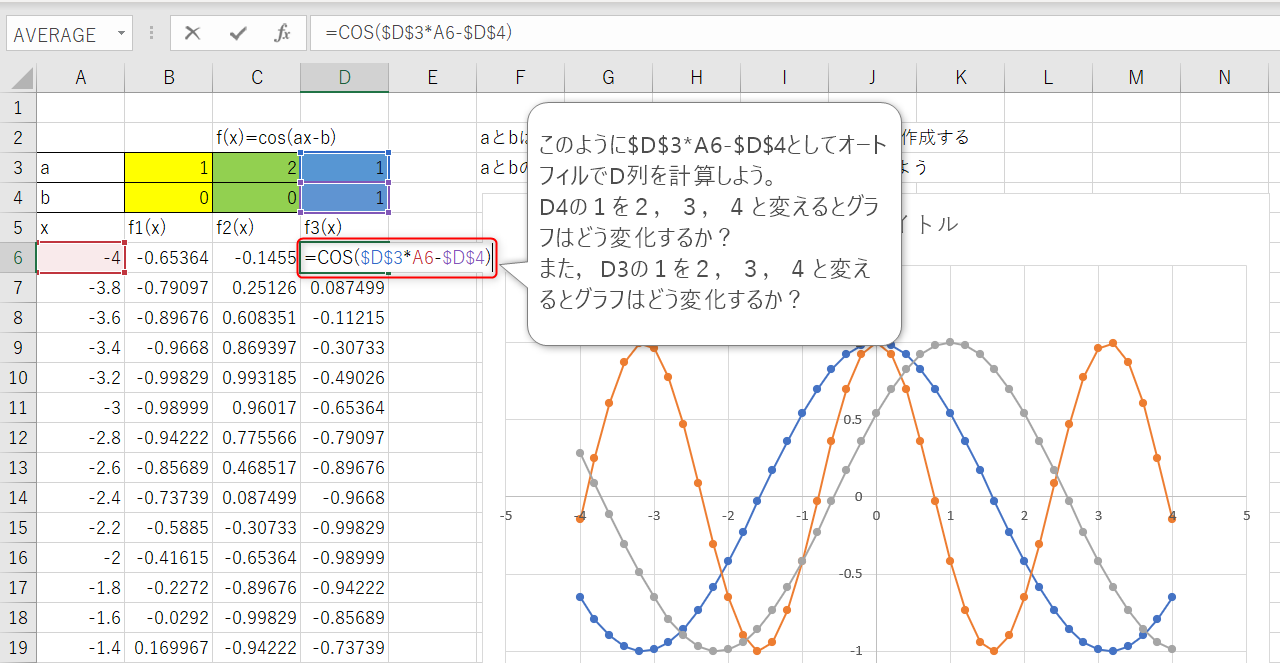 AVERAGE fx =COS($D$3*A6-$D$4)
A B C D E F G H I J K L M N
1
2 f(x)=cos(ax-b) aとbは 作成する
3 a 1 2 1 aとbの よう
4 b 0 0 1
5 x f1(x) f2(x) f3(x) イトル
6 -4 -0.65364 -0.1455 =COS($D$3*A6-$D$4)
7 -3.8 -0.79097 0.25126 0.087499
8 -3.6 -0.89676 0.608351 -0.11215
9 -3.4 -0.9668 0.869397 -0.30733
10 -3.2 -0.99829 0.993185 -0.49026
11 -3 -0.98999 0.96017 -0.65364
12 -2.8 -0.94222 0.775566 -0.79097
13 -2.6 -0.85689 0.468517 -0.89676
14 -2.4 -0.73739 0.087499 -0.9668
15 -2.2 -0.5885 -0.30733 -0.99829
16 -2 -0.41615 -0.65364 -0.98999
17 -1.8 -0.2272 -0.89676 -0.94222
18 -1.6 -0.0292 -0.99829 -0.85689
19 -1.4 0.169967 -0.94222 -0.73739
このように$D$3*A6-$D$4としてオート
フィルでD列を計算しよう。
D4の１を２，３，４と変えるとグラ
フはどう変化するか？
また，D3の１を２，３，４と変え
るとグラフはどう変化するか？
0.5
0
-0.5
-1
-5 -4 -3 -2 -1 0 1 2 3 4 5